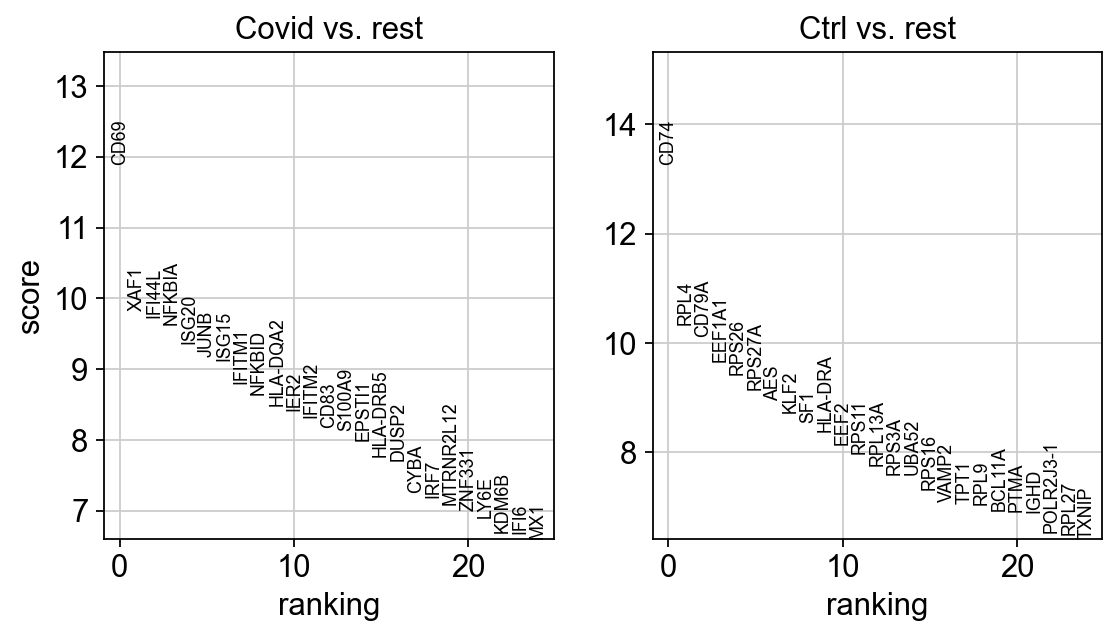 Covid vs. rest
13
12
11
10
9
8
7
score
CD69
XAF1
IFI44L
NFKBIA
ISG20
JUNB
ISG15
IFITM1
NFKBID
HLA-DQA2
IER2
IFITM2
CD83
S100A9
EPSTI1
HLA-DRB5
DUSP2
CYBA
IRF7
MTRNR2L12
ZNF331
LY6E
KDM6B
IFI6
MX1
0 10 20
ranking
Ctrl vs. rest
14
12
10
8
CD74
RPL4
CD79A
EEF1A1
RPS26
RPS27A
AES
KLF2
SF1
HLA-DRA
EEF2
RPS11
RPL13A
RPS3A
UBA52
RPS16
VAMP2
TPT1
RPL9
BCL11A
PTMA
IGHD
POLR2J3-1
RPL27
TXNIP
0 10 20
ranking